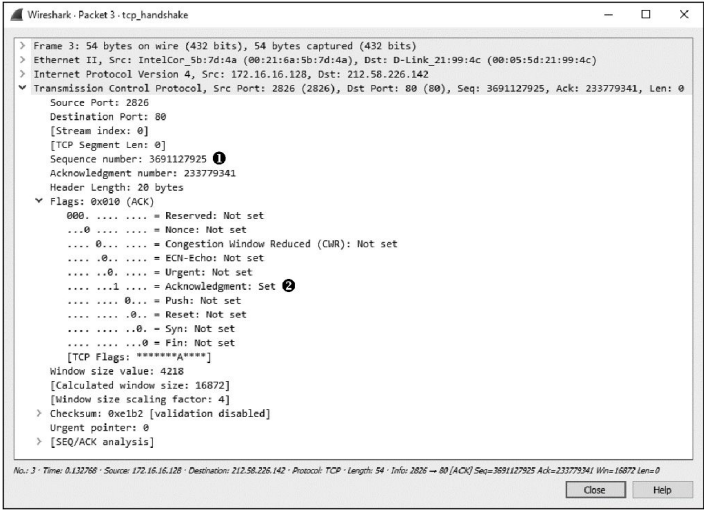 Wireshark · Packet 3 · tcp_handshake
> Frame 3: 54 bytes on wire (432 bits), 54 bytes captured (432 bits)
> Ethernet II, Src: IntelCor_5b:7d:4a (00:21:6a:5b:7d:4a), Dst: D-Link_21:99:4c (00:05:5d:21:99:4c)
> Internet Protocol Version 4, Src: 172.16.16.128, Dst: 212.58.226.142
Transmission Control Protocol, Src Port: 2826 (2826), Dst Port: 80 (80), Seq: 3691127925, Ack: 233779341, Len: 0
Source Port: 2826
Destination Port: 80
[Stream index: 0]
[TCP Segment Len: 0]
Sequence number: 3691127925 ❶
Acknowledgment number: 233779341
Header Length: 20 bytes
Flags: 0x010 (ACK)
000. .... .... = Reserved: Not set
...0 .... .... = Nonce: Not set
.... 0... .... = Congestion Window Reduced (CWR): Not set
.... .0.. .... = ECN-Echo: Not set
.... ..0. .... = Urgent: Not set
.... ...1 .... = Acknowledgment: Set ❷
.... .... 0... = Push: Not set
.... .... .0.. = Reset: Not set
.... .... ..0. = Syn: Not set
.... .... ...0 = Fin: Not set
[TCP Flags: *******A****]
Window size value: 4218
[Calculated window size: 16872]
[Window size scaling factor: 4]
> Checksum: 0xe1b2 [validation disabled]
Urgent pointer: 0
> [SEQ/ACK analysis]
No.: 3 · Time: 0.132768 · Source: 172.16.16.128 · Destination: 212.58.226.142 · Protocol: TCP · Length: 54 · Info: 2826 → 80 [ACK] Seq=3691127925 Ack=233779341 Win=16872 Len=0
Close Help